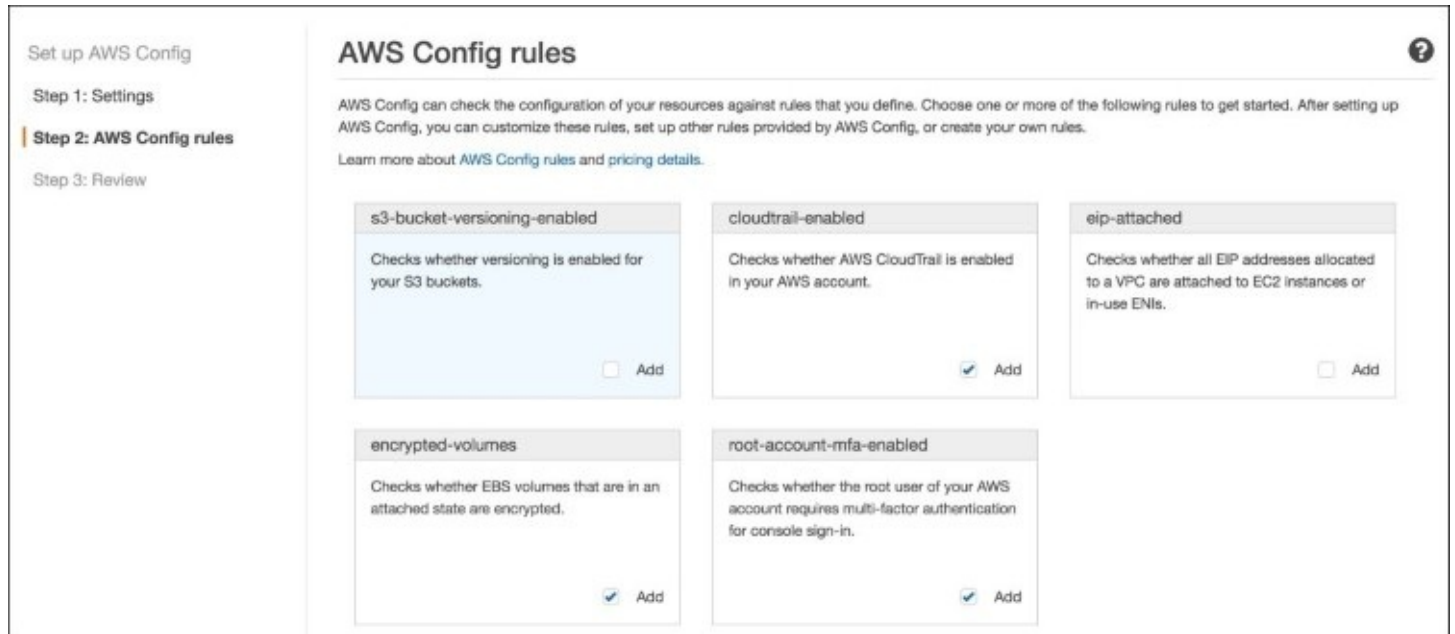 Set up AWS Config
Step 1: Settings
Step 2: AWS Config rules
Step 3: Review
AWS Config rules
?
AWS Config can check the configuration of your resources against rules that you define. Choose one or more of the following rules to get started. After setting up
AWS Config, you can customize these rules, set up other rules provided by AWS Config, or create your own rules.
Learn more about AWS Config rules and pricing details.
s3-bucket-versioning-enabled
Checks whether versioning is enabled for
your S3 buckets.
Add
cloudtrail-enabled
Checks whether AWS CloudTrail is enabled
in your AWS account.
Add
eip-attached
Checks whether all EIP addresses allocated
to a VPC are attached to EC2 instances or
in-use ENIs.
Add
encrypted-volumes
Checks whether EBS volumes that are in an
attached state are encrypted.
Add
root-account-mfa-enabled
Checks whether the root user of your AWS
account requires multi-factor authentication
for console sign-in.
Add